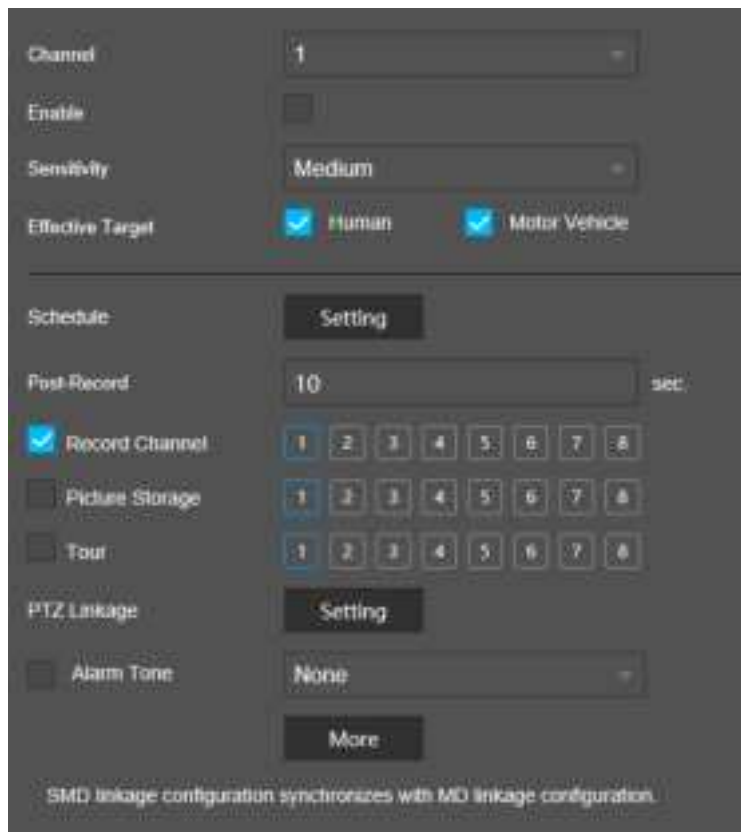 Channel 1
Enable
Sensitivity Medium
Effective Target Human Motor Vehicle
Schedule Setting
Post-Record 10 sec.
Record Channel 1 2 3 4 5 6 7 8
Picture Storage 1 2 3 4 5 6 7 8
Tour 1 2 3 4 5 6 7 8
PTZ Linkage Setting
Alarm Tone None
More
SMD linkage configuration synchronizes with MD linkage configuration.